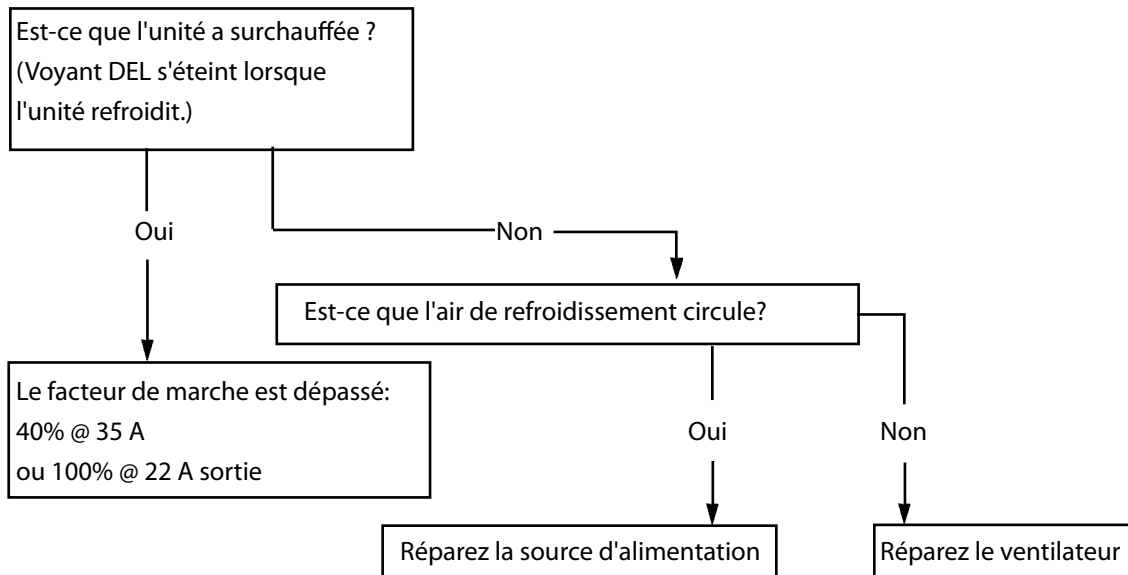 Est-ce que l'unité a surchauffée ?
(Voyant DEL s'éteint lorsque
l'unité refroidit.)
Oui
Non
Est-ce que l'air de refroidissement circule?
Le facteur de marche est dépassé:
40% @ 35 A
ou 100% @ 22 A sortie
Oui
Non
Réparez la source d'alimentation
Réparez le ventilateur